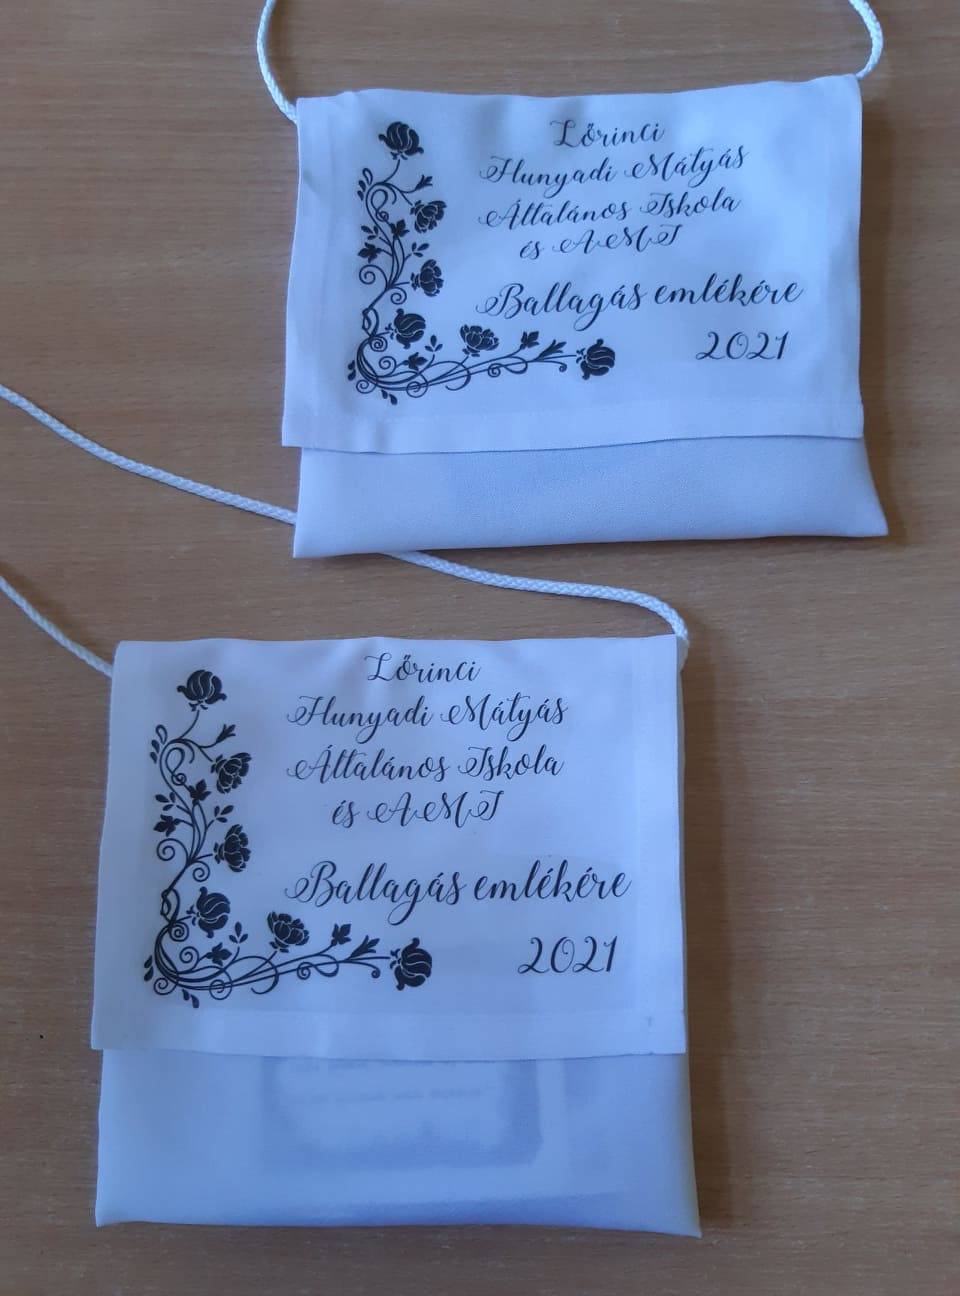 Lőrinci
Hunyadi Mátyás
Általános Iskola
és AMI
Ballagás emlékére
2021
Lőrinci
Hunyadi Mátyás
Általános Iskola
és AMI
Ballagás emlékére
2021